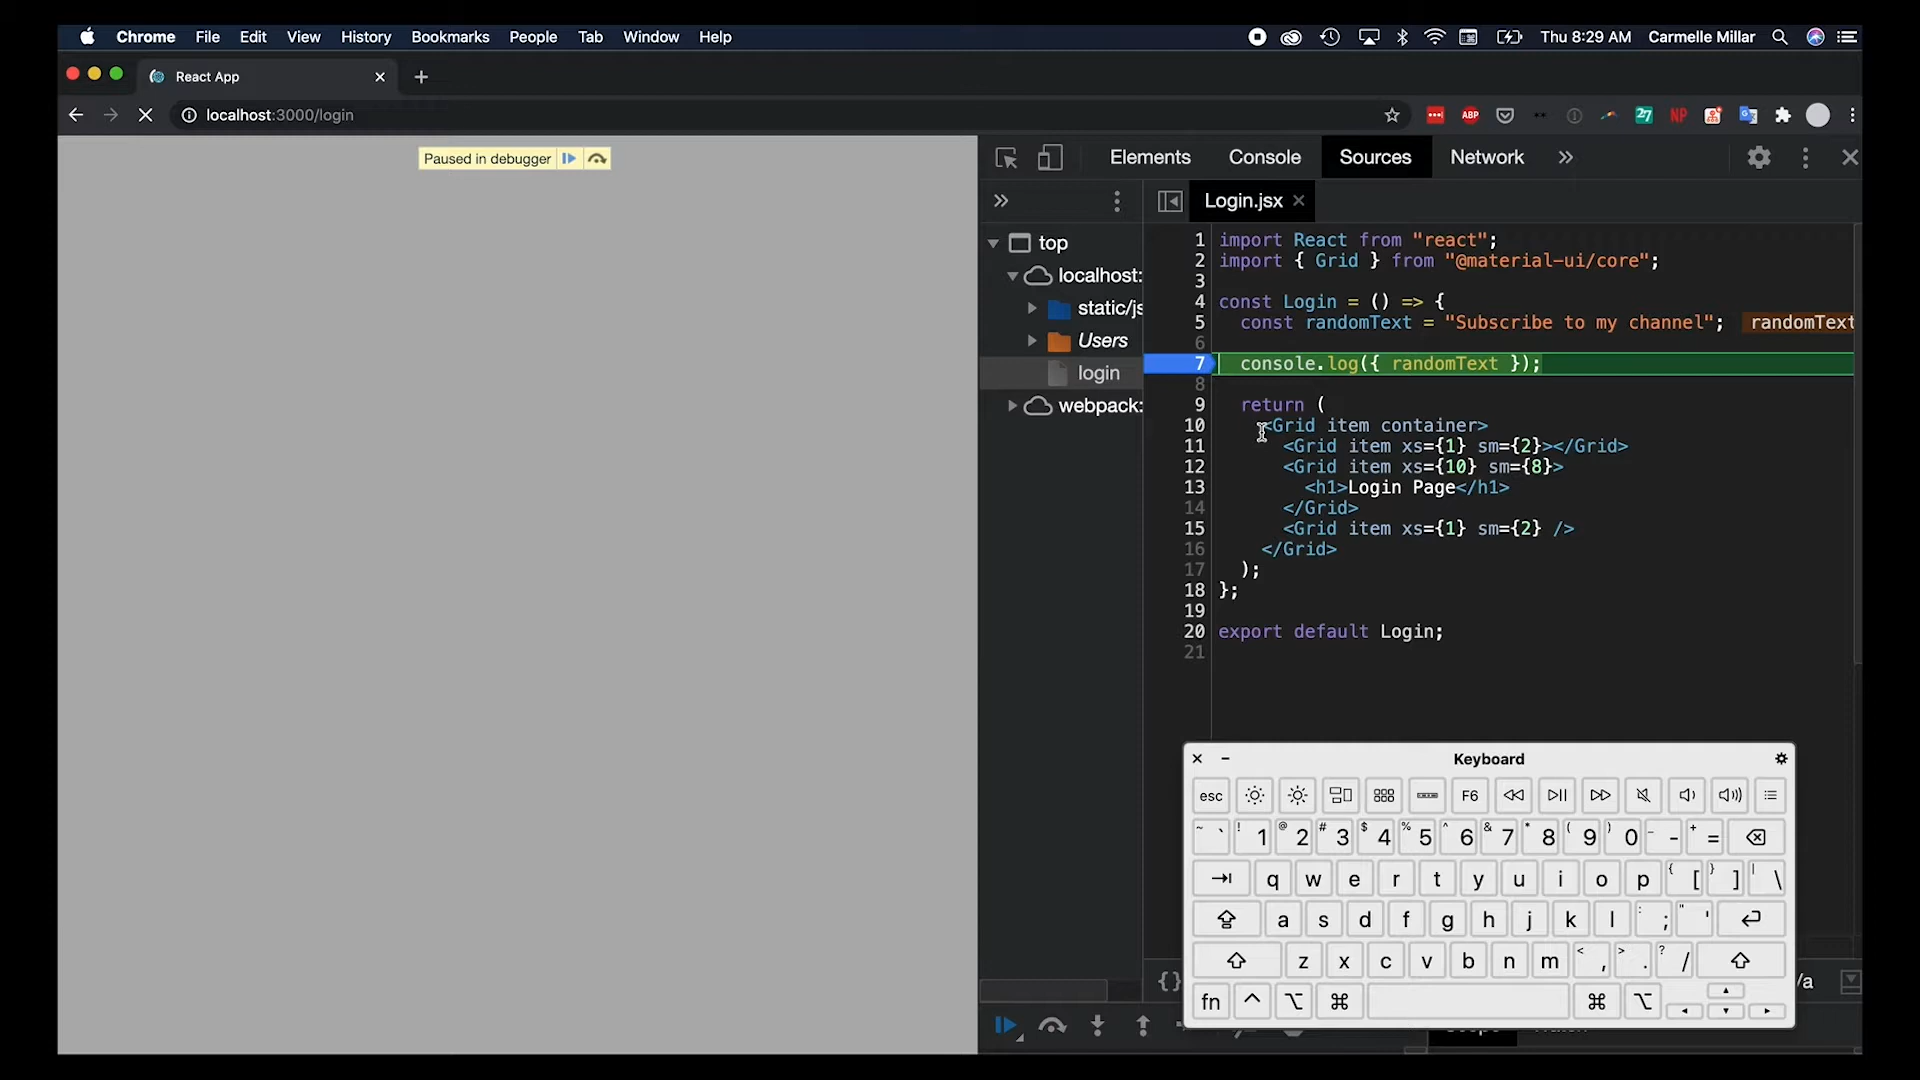 Chrome File Edit View History Bookmarks People Tab Window Help
Thu 8:29 AM Carmelle Millar
React App
localhost:3000/login
ABP
27
NP
Paused in debugger
Elements Console Sources Network
Login.jsx
top
localhost:
static/js
Users
login
webpack:
1 import React from "react";
2 import { Grid } from "@material-ui/core";
3
4 const Login = () => {
5 const randomText = "Subscribe to my channel"; randomText
6
7 console.log({ randomText });
8
9 return (
10 <Grid item container>
11 <Grid item xs={1} sm={2}></Grid>
12 <Grid item xs={10} sm={8}>
13 <h1>Login Page</h1>
14 </Grid>
15 <Grid item xs={1} sm={2} />
16 </Grid>
17 );
18 };
19
20 export default Login;
21
{}
/a
Keyboard
esc F6
~ ` ! 1 @ 2 # 3 $ 4 % 5 ^ 6 & 7 * 8 ( 9 ) 0 _ - + =
q w e r t y u i o p { [ } ] | \
a s d f g h j k l : ; " '
z x c v b n m < , > . ? /
fn ^ ⌥ ⌘ ⌘ ⌥